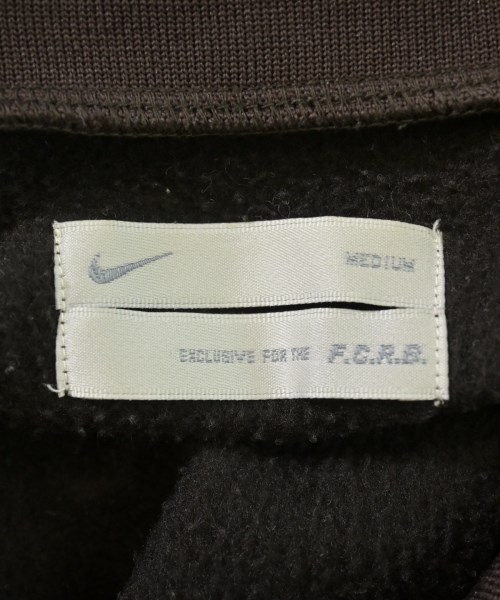 MEDIUM
EXCLUSIVE FOR THE F.C.R.B.